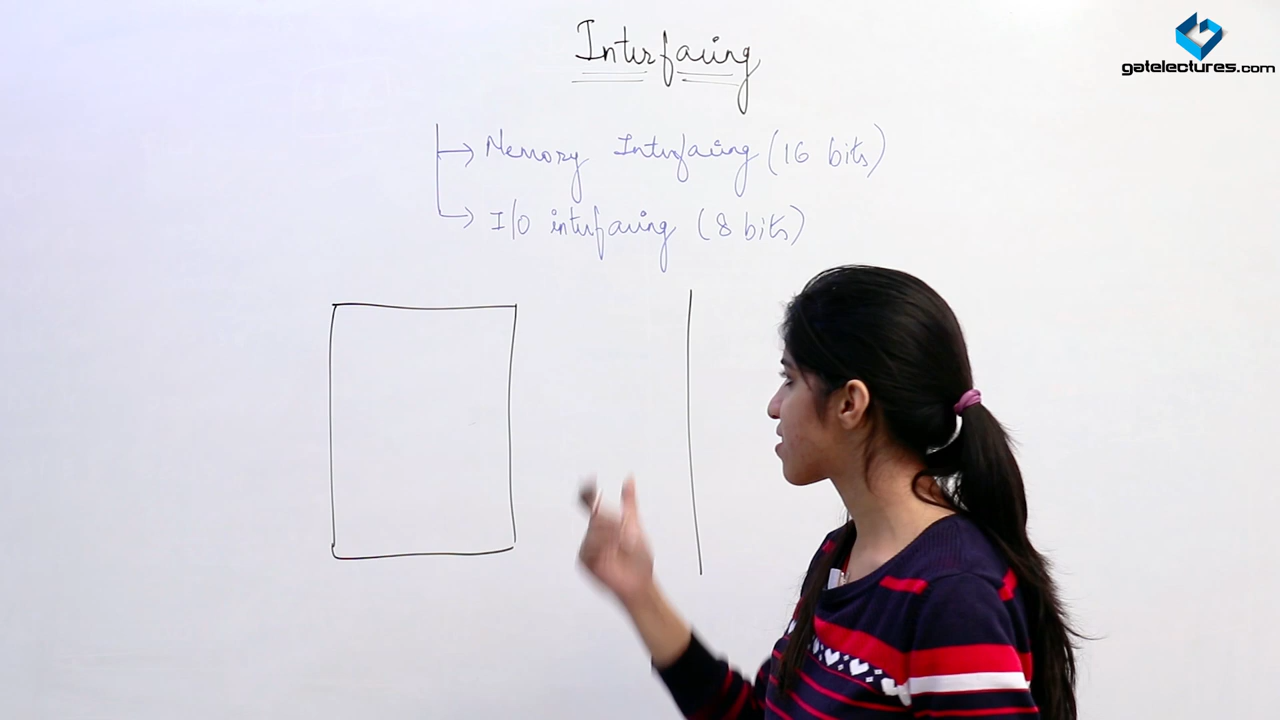 Interfacing
gatelectures.com
Memory Interfacing (16 bits)
I/O interfacing (8 bits)